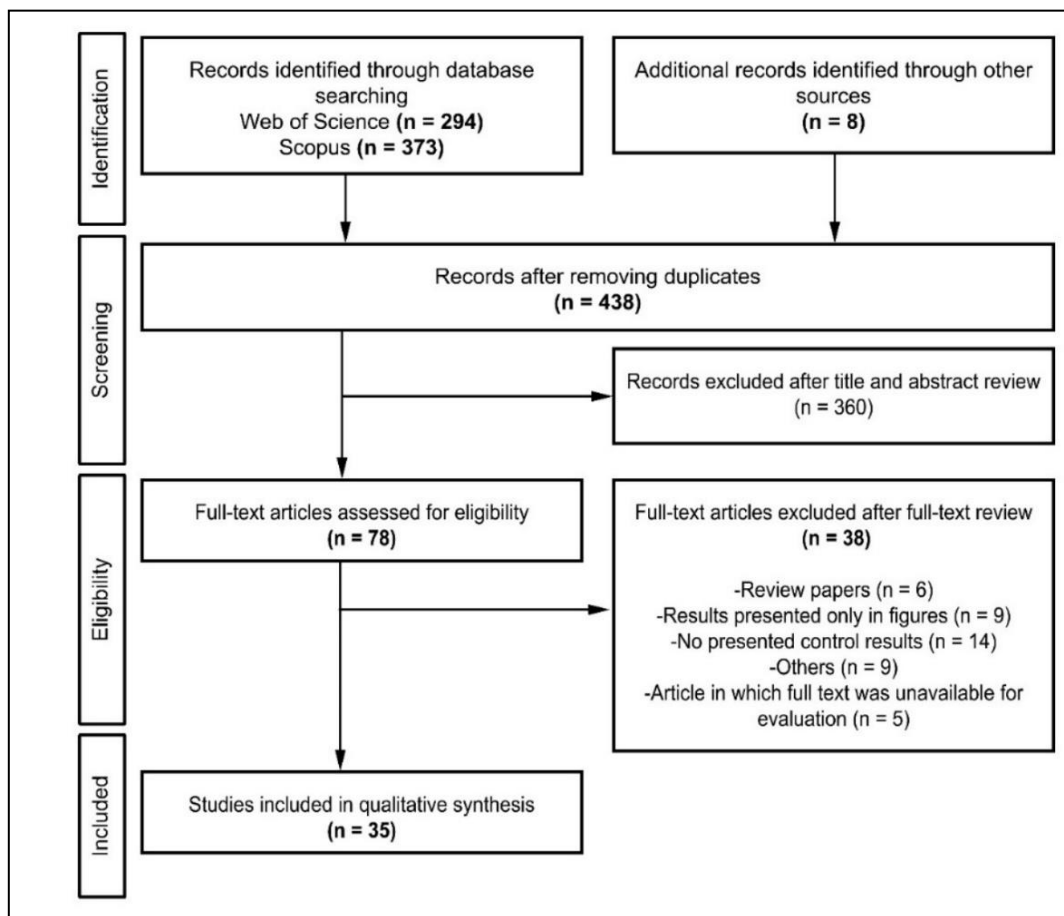 Identification
Records identified through database
searching
Web of Science (n = 294)
Scopus (n = 373)
Additional records identified through other
sources
(n = 8)
Screening
Records after removing duplicates
(n = 438)
Records excluded after title and abstract review
(n = 360)
Eligibility
Full-text articles assessed for eligibility
(n = 78)
Full-text articles excluded after full-text review
(n = 38)
-Review papers (n = 6)
-Results presented only in figures (n = 9)
-No presented control results (n = 14)
-Others (n = 9)
-Article in which full text was unavailable for
evaluation (n = 5)
Included
Studies included in qualitative synthesis
(n = 35)